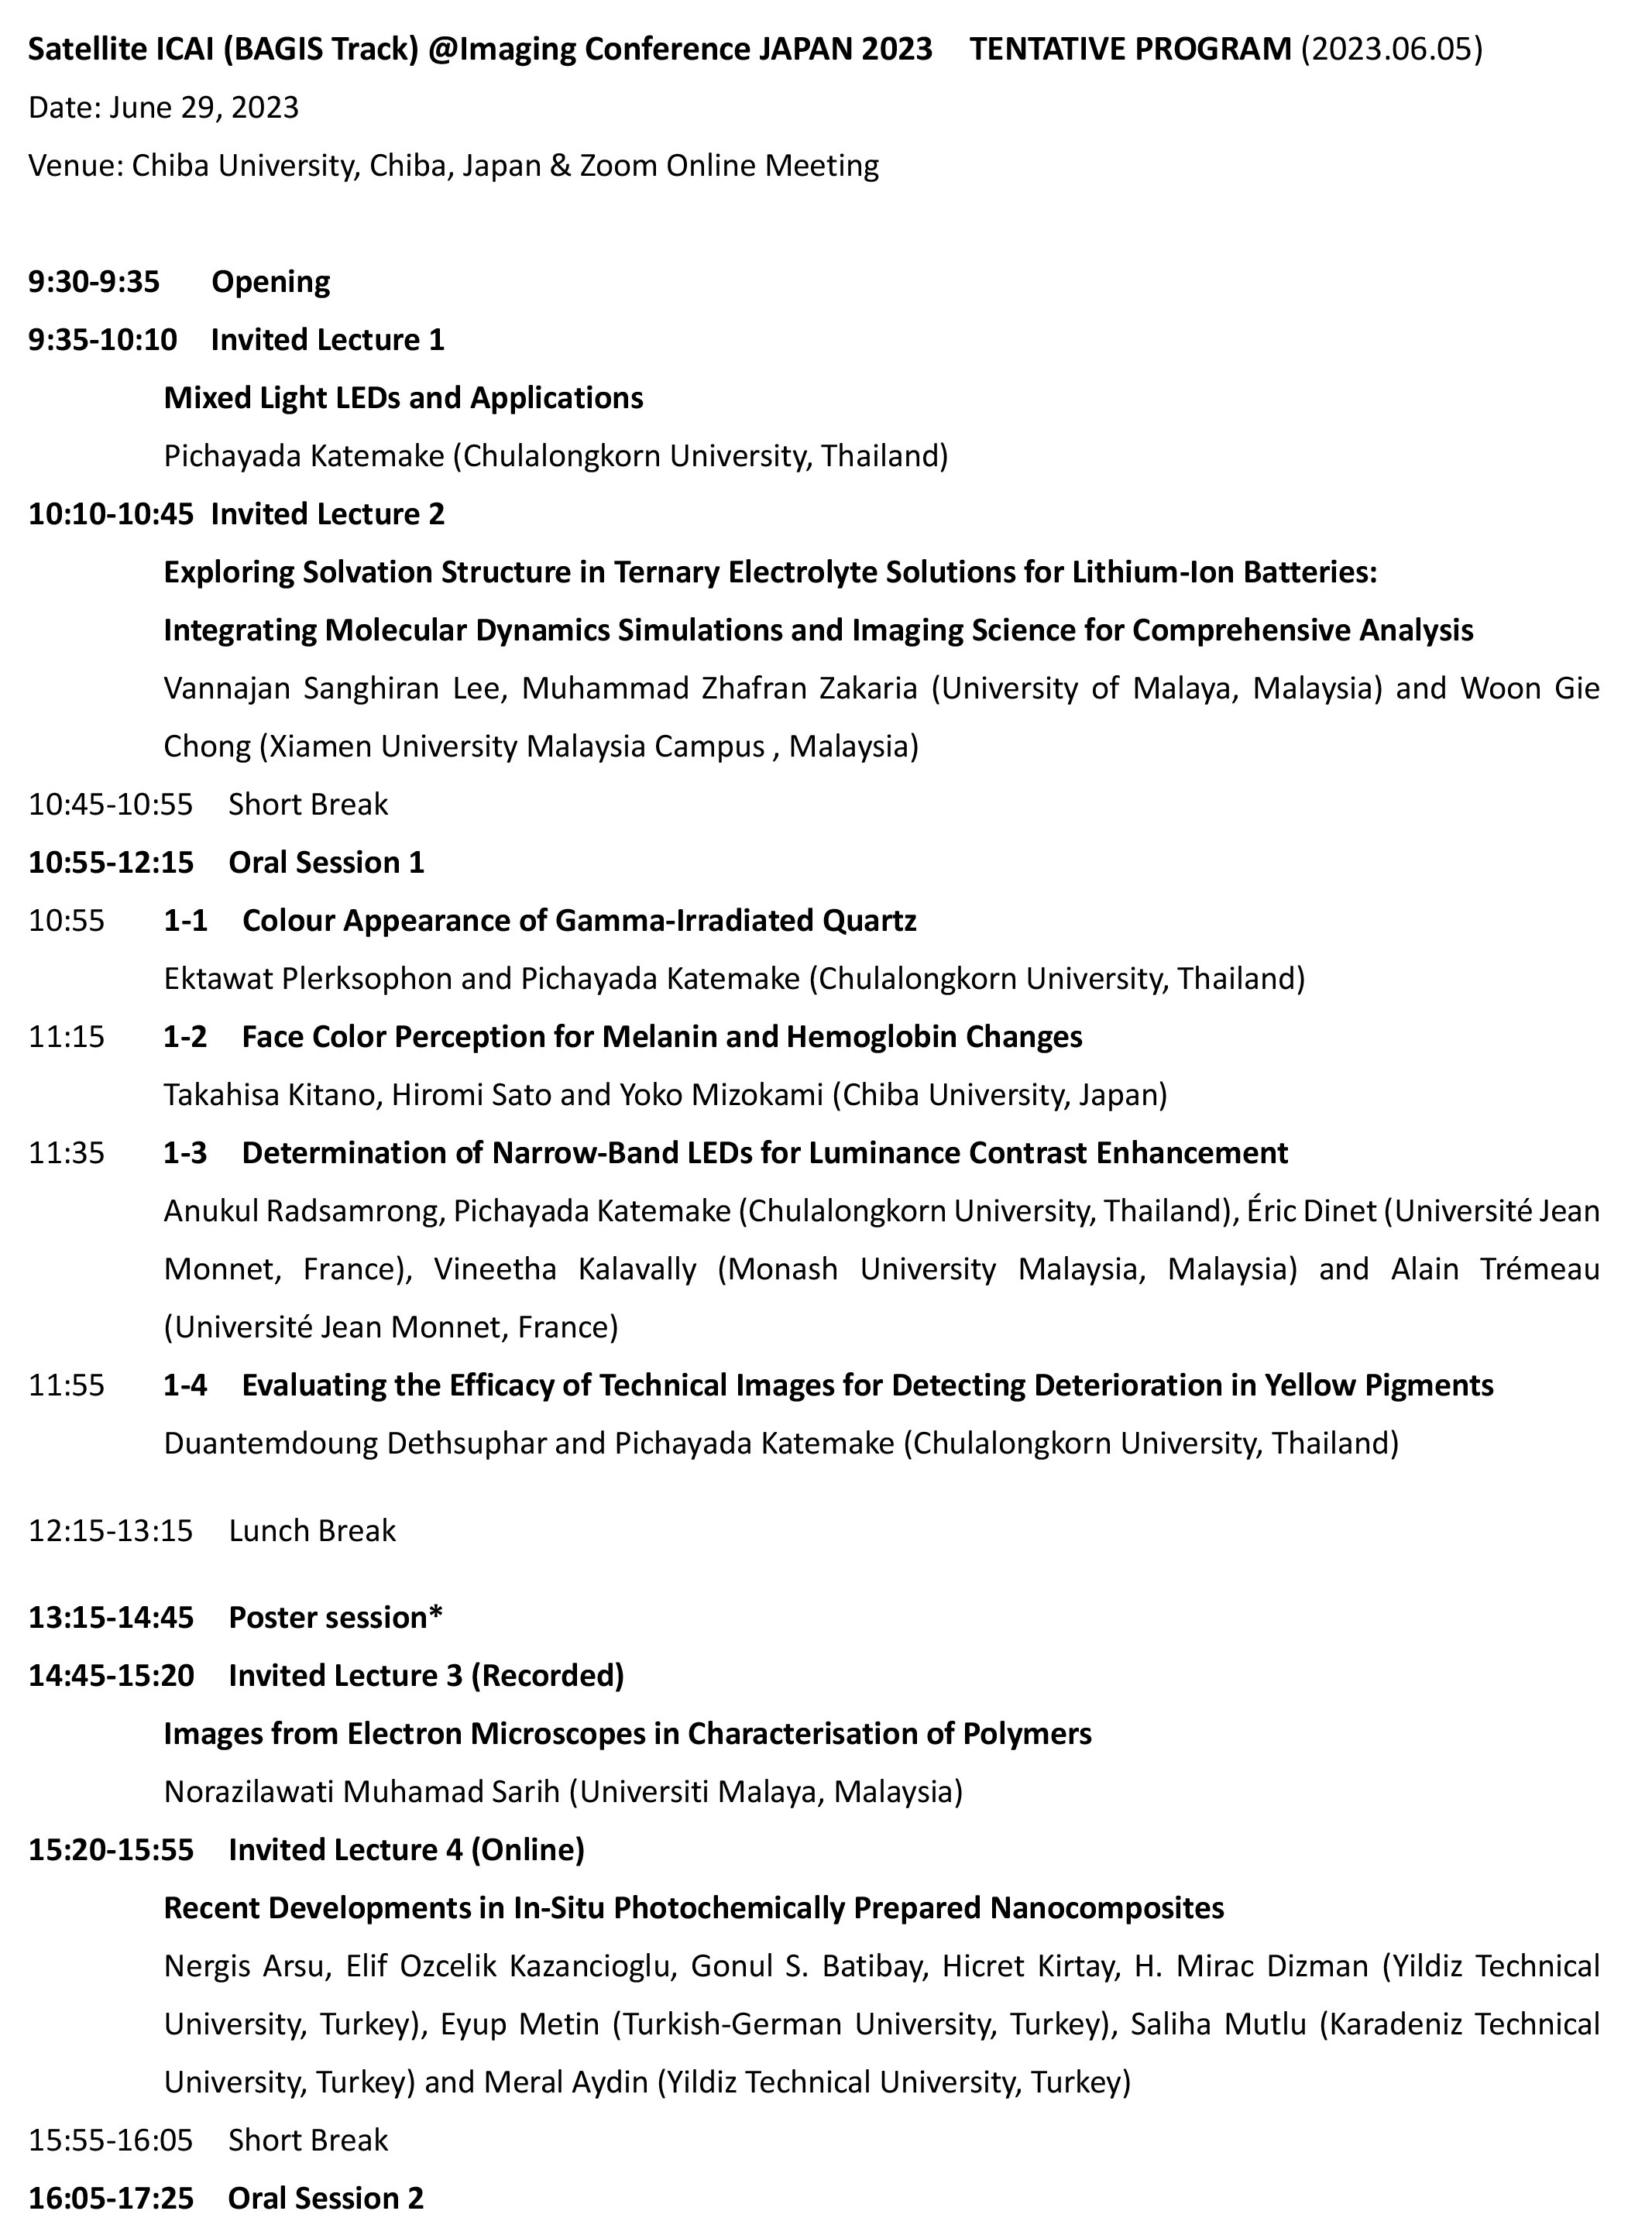 Satellite ICAI (BAGIS Track) @Imaging Conference JAPAN 2023 TENTATIVE PROGRAM (2023.06.05)
Date: June 29, 2023
Venue: Chiba University, Chiba, Japan & Zoom Online Meeting
9:30-9:35 Opening
9:35-10:10 Invited Lecture 1
Mixed Light LEDs and Applications
Pichayada Katemake (Chulalongkorn University, Thailand)
10:10-10:45 Invited Lecture 2
Exploring Solvation Structure in Ternary Electrolyte Solutions for Lithium-Ion Batteries:
Integrating Molecular Dynamics Simulations and Imaging Science for Comprehensive Analysis
Vannajan Sanghiran Lee, Muhammad Zhafran Zakaria (University of Malaya, Malaysia) and Woon Gie
Chong (Xiamen University Malaysia Campus , Malaysia)
10:45-10:55 Short Break
10:55-12:15 Oral Session 1
10:55 1-1 Colour Appearance of Gamma-Irradiated Quartz
Ektawat Plerksophon and Pichayada Katemake (Chulalongkorn University, Thailand)
11:15 1-2 Face Color Perception for Melanin and Hemoglobin Changes
Takahisa Kitano, Hiromi Sato and Yoko Mizokami (Chiba University, Japan)
11:35 1-3 Determination of Narrow-Band LEDs for Luminance Contrast Enhancement
Anukul Radsamrong, Pichayada Katemake (Chulalongkorn University, Thailand), Éric Dinet (Université Jean
Monnet, France), Vineetha Kalavally (Monash University Malaysia, Malaysia) and Alain Trémeau
(Université Jean Monnet, France)
11:55 1-4 Evaluating the Efficacy of Technical Images for Detecting Deterioration in Yellow Pigments
Duantemdoung Dethsuphar and Pichayada Katemake (Chulalongkorn University, Thailand)
12:15-13:15 Lunch Break
13:15-14:45 Poster session*
14:45-15:20 Invited Lecture 3 (Recorded)
Images from Electron Microscopes in Characterisation of Polymers
Norazilawati Muhamad Sarih (Universiti Malaya, Malaysia)
15:20-15:55 Invited Lecture 4 (Online)
Recent Developments in In-Situ Photochemically Prepared Nanocomposites
Nergis Arsu, Elif Ozcelik Kazancioglu, Gonul S. Batibay, Hicret Kirtay, H. Mirac Dizman (Yildiz Technical
University, Turkey), Eyup Metin (Turkish-German University, Turkey), Saliha Mutlu (Karadeniz Technical
University, Turkey) and Meral Aydin (Yildiz Technical University, Turkey)
15:55-16:05 Short Break
16:05-17:25 Oral Session 2